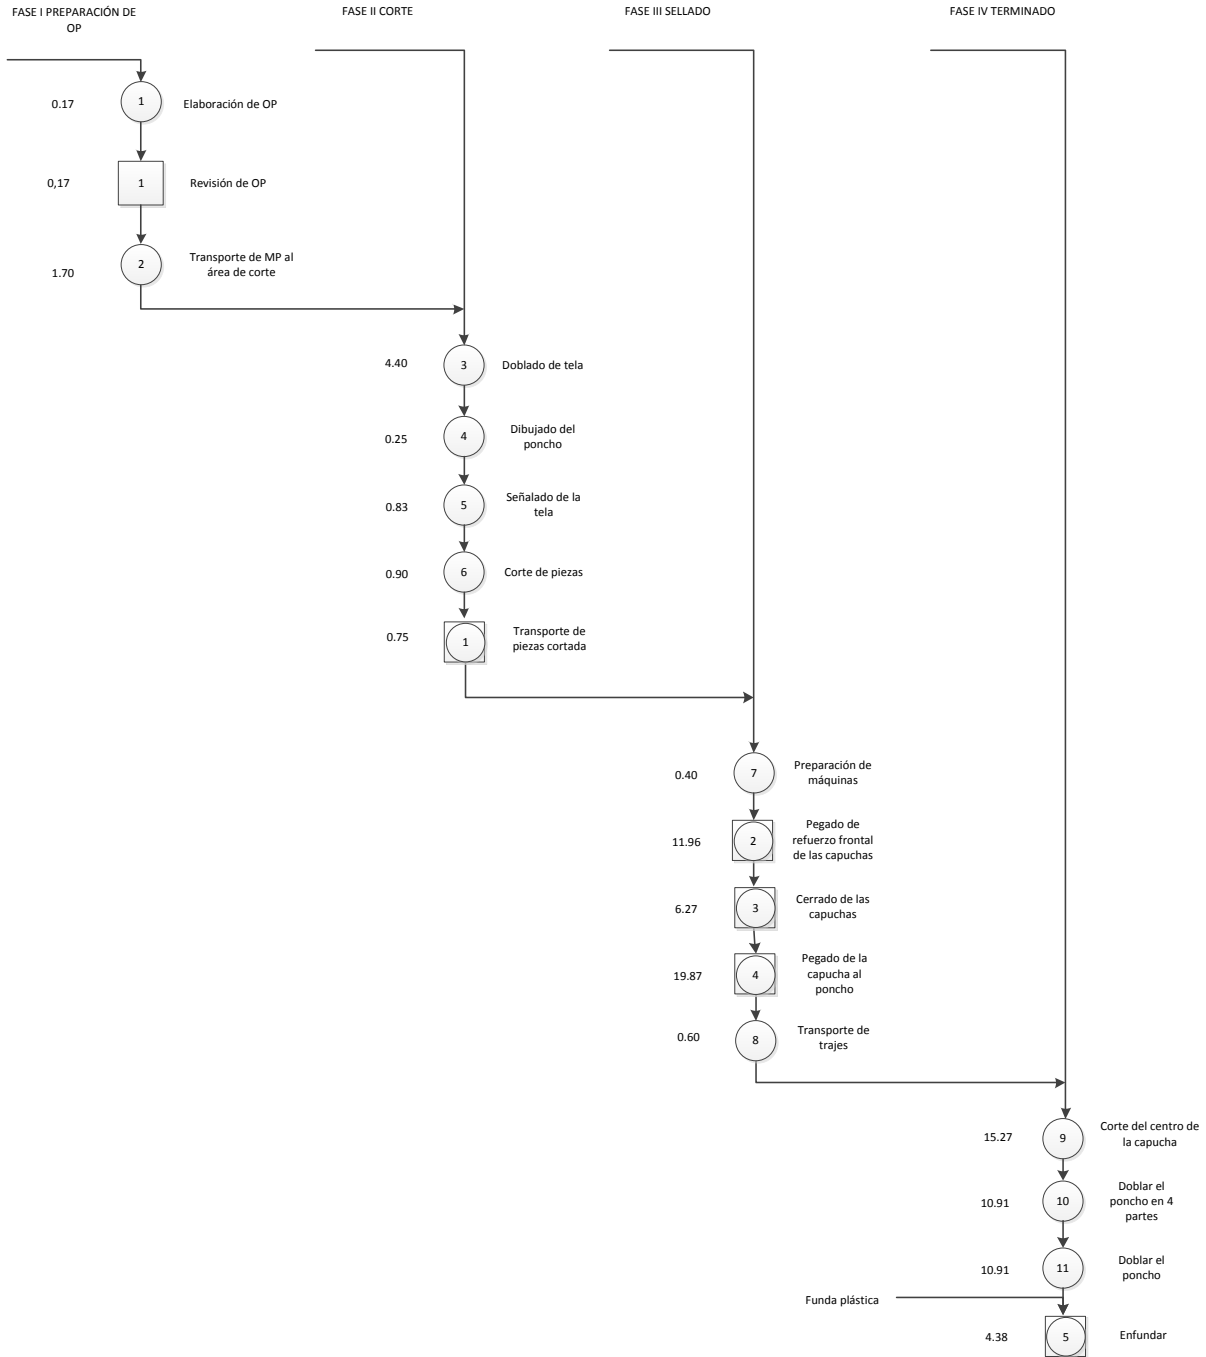 FASE I PREPARACIÓN DE
OP
FASE II CORTE
FASE III SELLADO
FASE IV TERMINADO
0.17
1
Elaboración de OP
0,17
1
Revisión de OP
1.70
2
Transporte de MP al
área de corte
4.40
3
Doblado de tela
0.25
4
Dibujado del
poncho
0.83
5
Señalado de la
tela
0.90
6
Corte de piezas
0.75
1
Transporte de
piezas cortada
0.40
7
Preparación de
máquinas
11.96
2
Pegado de
refuerzo frontal
de las capuchas
6.27
3
Cerrado de las
capuchas
19.87
4
Pegado de la
capucha al
poncho
0.60
8
Transporte de
trajes
15.27
9
Corte del centro de
la capucha
10.91
10
Doblar el
poncho en 4
partes
10.91
11
Doblar el
poncho
Funda plástica
4.38
5
Enfundar